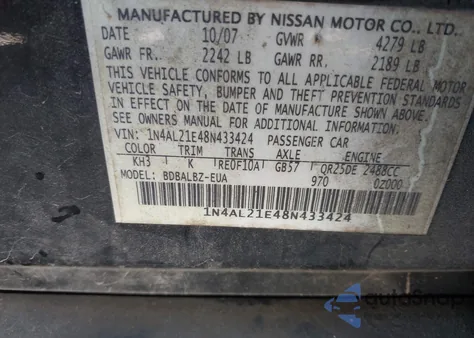 MANUFACTURED BY NISSAN MOTOR CO., LTD.
DATE 10/07 GVWR 4279 LB
GAWR FR. 2242 LB GAWR RR. 2189 LB
THIS VEHICLE CONFORMS TO ALL APPLICABLE FEDERAL MOTOR
VEHICLE SAFETY, BUMPER AND THEFT PREVENTION STANDARDS
IN EFFECT ON THE DATE OF MANUFACTURE SHOWN ABOVE.
SEE OWNERS MANUAL FOR ADDITIONAL INFORMATION.
VIN: 1N4AL21E48N433424 PASSENGER CAR
COLOR TRIM TRANS AXLE ENGINE
KH3 K RE0F10A GB57 QR25DE 2488CC
MODEL: BDBALBZ-EUA 970 0Z000
1N4AL21E48N433424
autoSnap